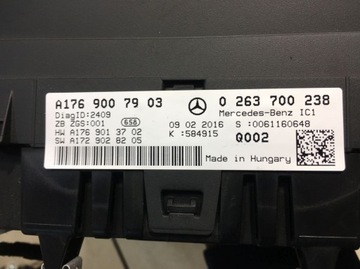 A176 900 79 03
0 263 700 238
DiagID:2409
Mercedes-Benz IC1
ZB ZGS:001
658
09 02 2016 S :0061160648
HW A176 901 37 02
K :584915
Q002
SW A172 902 82 05
Made in Hungary